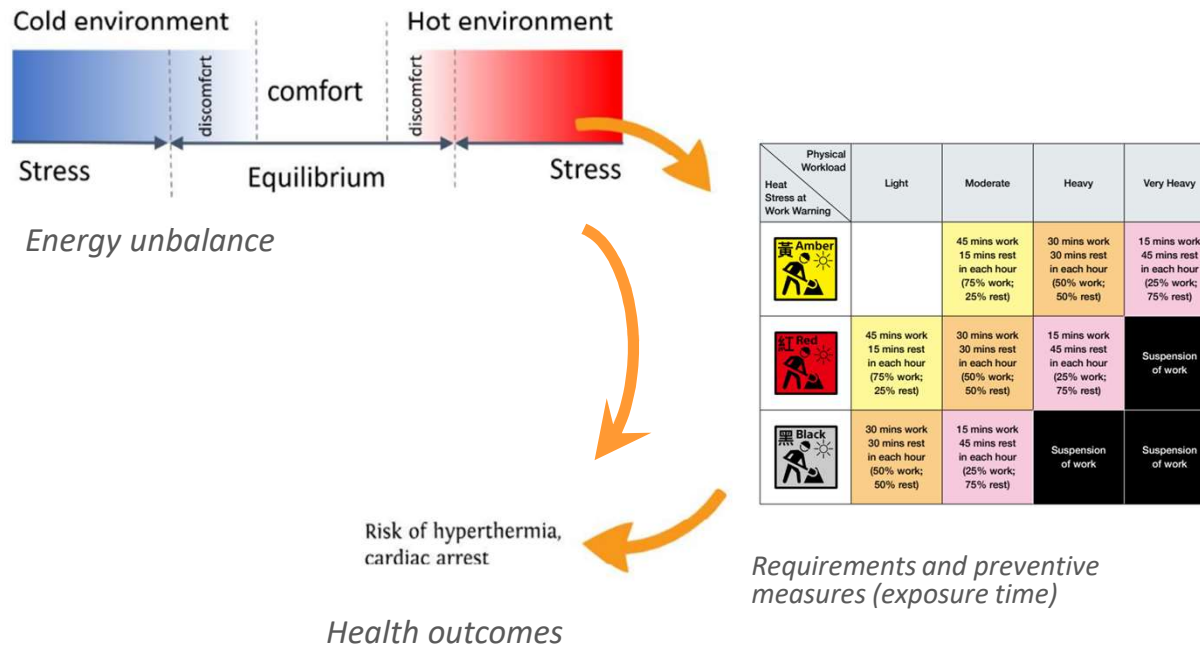 Cold environment
Hot environment
discomfort
comfort
discomfort
Stress
Equilibrium
Stress
Energy unbalance
Physical
Workload
Heat
Stress at
Work Warning
Light
Moderate
Heavy
Very Heavy
黃 Amber
45 mins work
15 mins rest
in each hour
(75% work;
25% rest)
30 mins work
30 mins rest
in each hour
(50% work;
50% rest)
15 mins work
45 mins rest
in each hour
(25% work;
75% rest)
紅 Red
45 mins work
15 mins rest
in each hour
(75% work;
25% rest)
30 mins work
30 mins rest
in each hour
(50% work;
50% rest)
15 mins work
45 mins rest
in each hour
(25% work;
75% rest)
Suspension
of work
黑 Black
30 mins work
30 mins rest
in each hour
(50% work;
50% rest)
15 mins work
45 mins rest
in each hour
(25% work;
75% rest)
Suspension
of work
Suspension
of work
Risk of hyperthermia,
cardiac arrest
Requirements and preventive
measures (exposure time)
Health outcomes